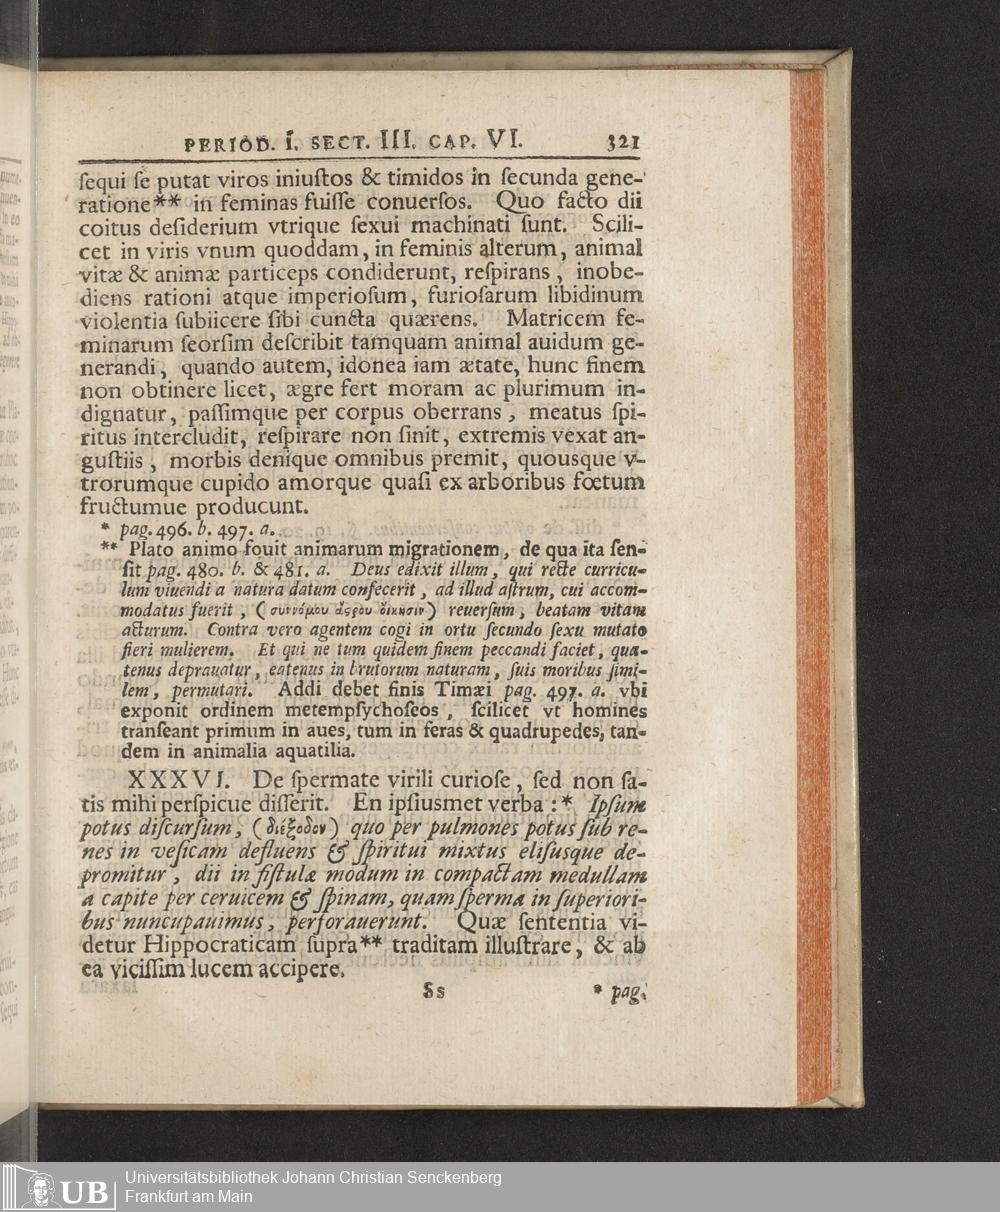 PERIOD. I. SECT. III. CAP. VI. 321
ſequi ſe putat viros iniuſtos & timidos in ſecunda gene-
ratione** in feminas fuiſſe conuerſos. Quo facto dii
coitus deſiderium vtrique ſexui machinati ſunt. Scili-
cet in viris vnum quoddam, in feminis alterum, animal
vitæ & animæ particeps condiderunt, reſpirans, inobe-
diens rationi atque imperioſum, furioſarum libidinum
violentia ſubiicere ſibi cuncta quærens. Matricem fe-
minarum ſeorſim deſcribit tamquam animal auidum ge-
nerandi, quando autem, idonea iam ætate, hunc finem
non obtinere licet, ægre fert moram ac plurimum in-
dignatur, paſſimque per corpus oberrans, meatus ſpi-
ritus intercludit, reſpirare non ſinit, extremis vexat an-
guſtiis, morbis denique omnibus premit, quousque v-
trorumque cupido amorque quaſi ex arboribus fœtum
fructumue producunt.
* pag. 496. b. 497. a.
** Plato animo fouit animarum migrationem, de qua ita ſen-
ſit pag. 480. b. & 481. a. Deus edixit illum, qui recte curricu-
lum viuendi a natura datum confecerit, ad illud aſtrum, cui accom-
modatus fuerit, (συννόμου ἄςρου ὄικησιν) reuerſum, beatam vitam
acturum. Contra vero agentem cogi in ortu ſecundo ſexu mutato
fieri mulierem. Et qui ne tum quidem finem peccandi faciet, qua-
tenus deprauatur, eatenus in brutorum naturam, ſuis moribus ſimi-
lem, permutari. Addi debet finis Timæi pag. 497. a. vbi
exponit ordinem metempſychoſeos, ſcilicet vt homines
tranſeant primum in aues, tum in feras & quadrupedes, tan-
dem in animalia aquatilia.
XXXVI. De ſpermate virili curioſe, ſed non ſa-
tis mihi perſpicue diſſerit. En ipſiusmet verba: * Ipſum
potus diſcurſum, (διέξοδον) quo per pulmones potus ſub re-
nes in veſicam defluens & ſpiritui mixtus eliſusque de-
promitur, dii in fiſtulæ modum in compactam medullam
a capite per ceruicem & ſpinam, quam ſperma in ſuperiori-
bus nuncupauimus, perforauerunt. Quæ ſententia vi-
detur Hippocraticam ſupra** traditam illuſtrare, & ab
ea viciſſim lucem accipere.
Ss * pag.
UB
Universitätsbibliothek Johann Christian Senckenberg
Frankfurt am Main